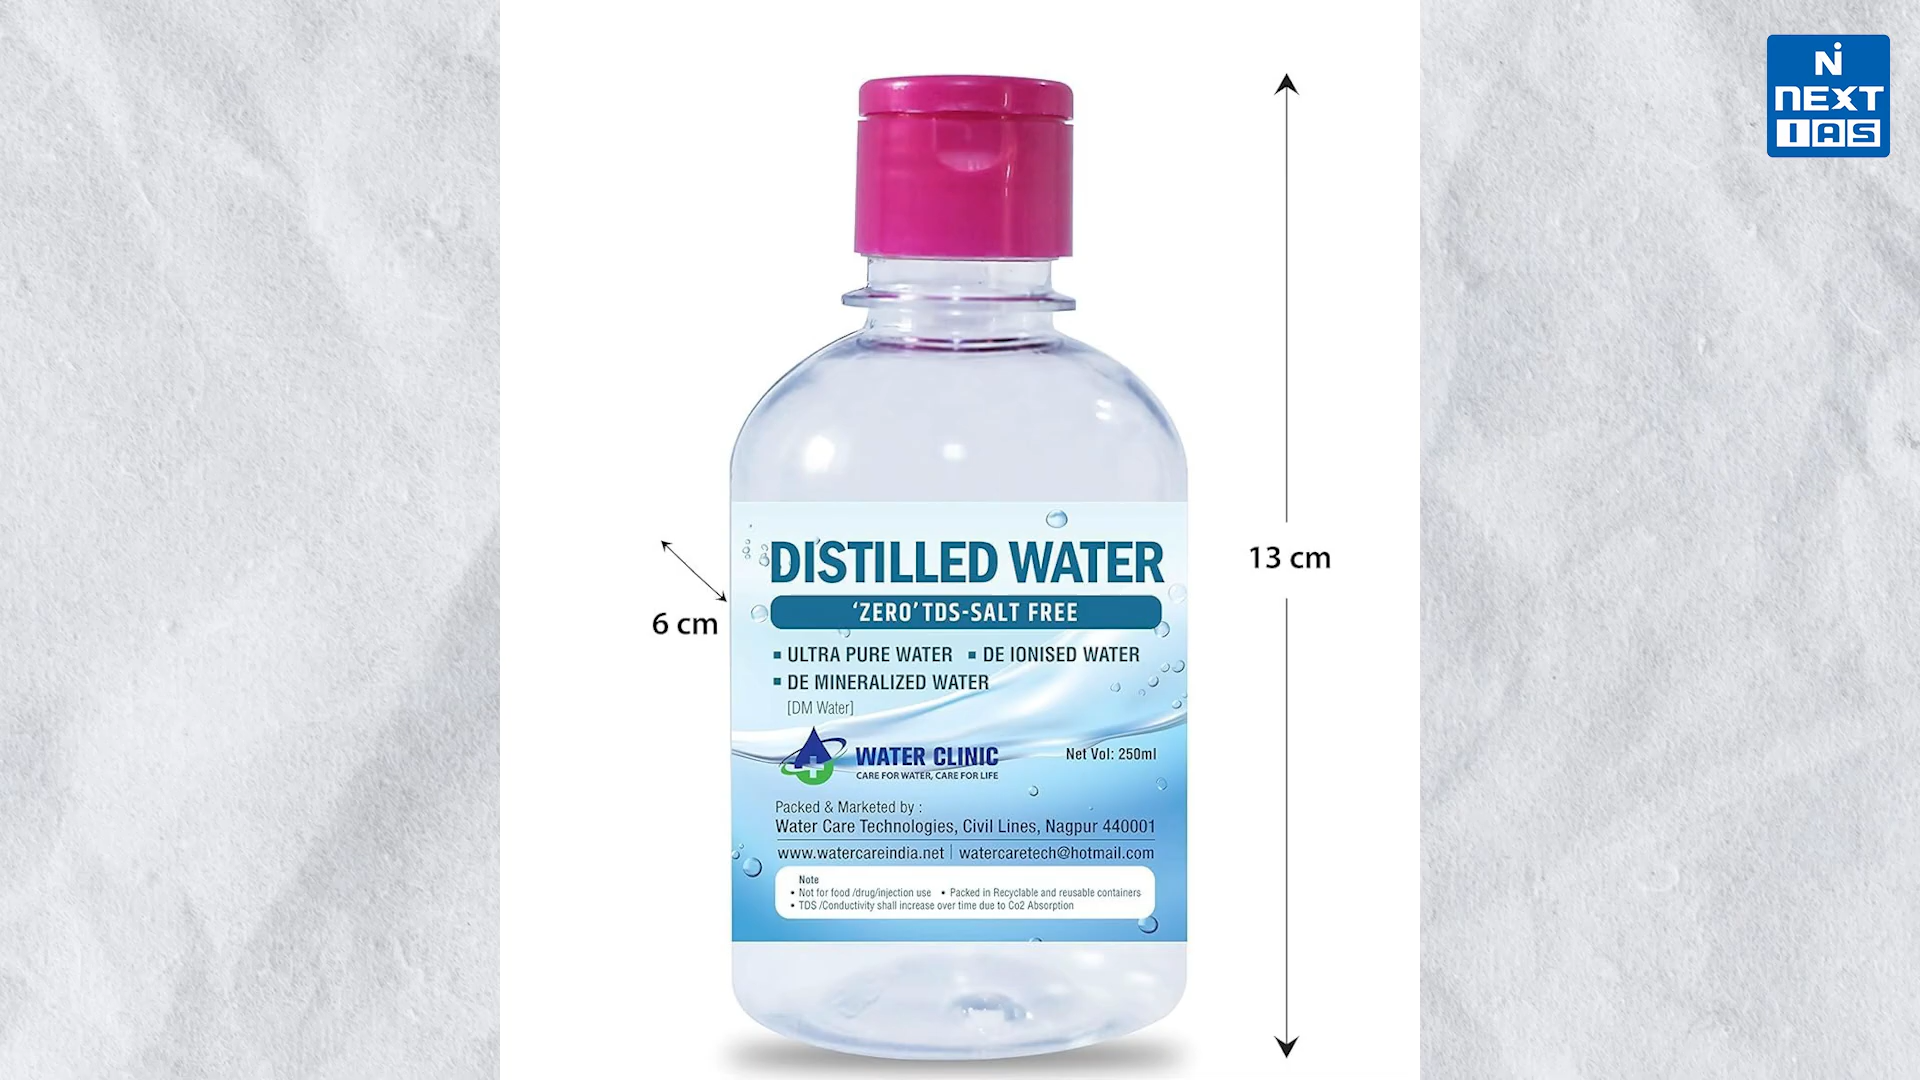 NEXT
IAS
13 cm
6 cm
DISTILLED WATER
‘ZERO’ TDS-SALT FREE
▪ ULTRA PURE WATER ▪ DE IONISED WATER
▪ DE MINERALIZED WATER
[DM Water]
WATER CLINIC
CARE FOR WATER, CARE FOR LIFE
Net Vol: 250ml
Packed & Marketed by :
Water Care Technologies, Civil Lines, Nagpur 440001
www.watercareindia.net | watercaretech@hotmail.com
Note
• Not for food /drug/injection use • Packed in Recyclable and reusable containers
• TDS /Conductivity shall increase over time due to Co2 Absorption